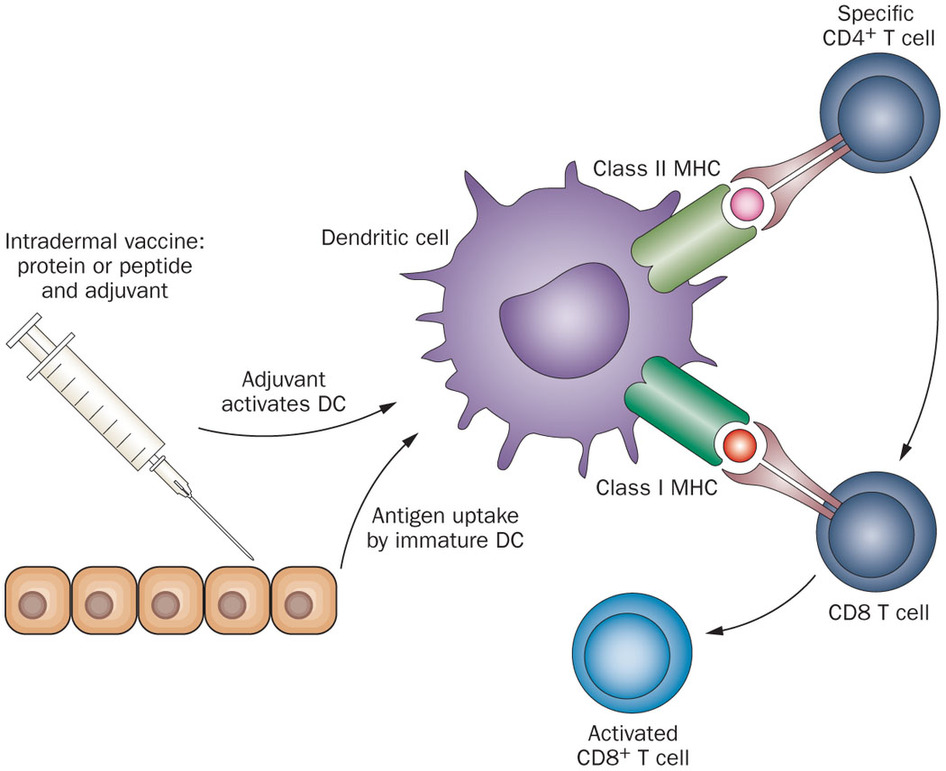 Specific
CD4⁺ T cell
Class II MHC
Dendritic cell
Intradermal vaccine:
protein or peptide
and adjuvant
Adjuvant
activates DC
Class I MHC
Antigen uptake
by immature DC
CD8 T cell
Activated
CD8⁺ T cell